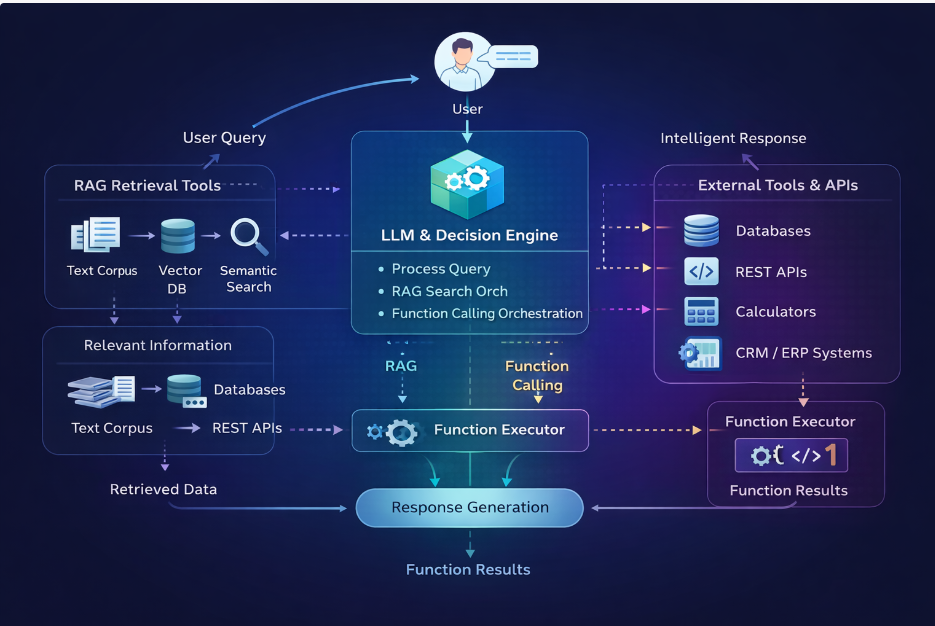 User
User Query
Intelligent Response
RAG Retrieval Tools
Text Corpus
Vector
DB
Semantic
Search
LLM & Decision Engine
• Process Query
• RAG Search Orch
• Function Calling Orchestration
External Tools & APIs
Databases
</>
REST APIs
Calculators
CRM / ERP Systems
Relevant Information
Databases
Text Corpus
REST APIs
Retrieved Data
RAG
Function
Calling
Function Executor
Function Executor
{ </> 1
Function Results
Response Generation
Function Results